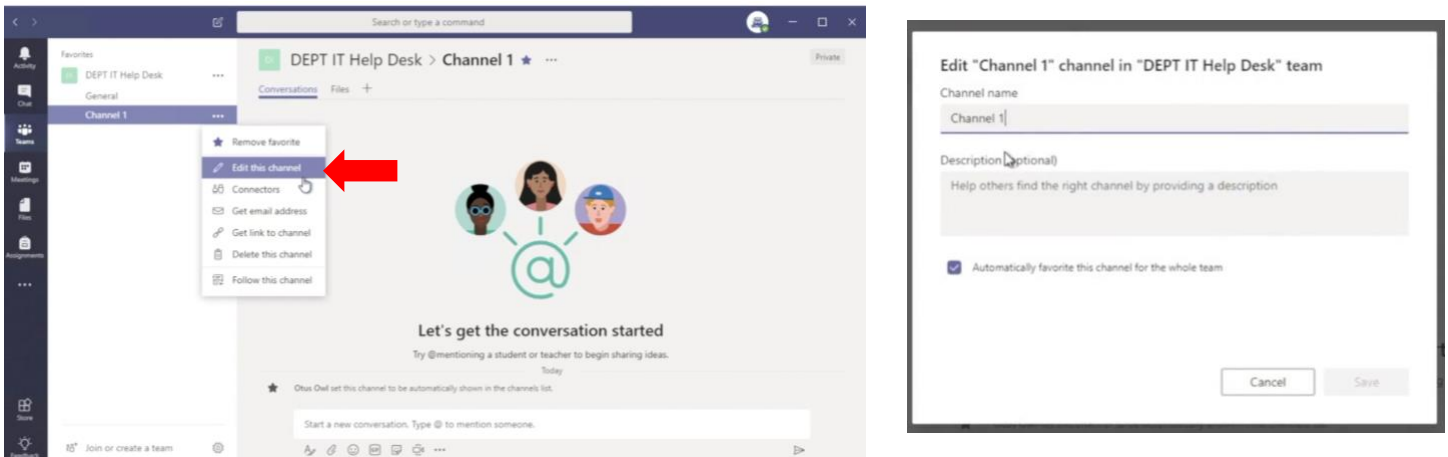 Search or type a command
Activity
Chat
Teams
Meetings
Files
Assignments
Store
Feedback
Favorites
DEPT IT Help Desk
General
Channel 1
Join or create a team
Remove favorite
Edit this channel
Connectors
Get email address
Get link to channel
Delete this channel
Follow this channel
DEPT IT Help Desk > Channel 1
Private
Conversations Files +
@
Let's get the conversation started
Try @mentioning a student or teacher to begin sharing ideas.
Today
Otus Owl set this channel to be automatically shown in the channels list.
Start a new conversation. Type @ to mention someone.
Edit "Channel 1" channel in "DEPT IT Help Desk" team
Channel name
Channel 1
Description (optional)
Help others find the right channel by providing a description
Automatically favorite this channel for the whole team
Cancel Save